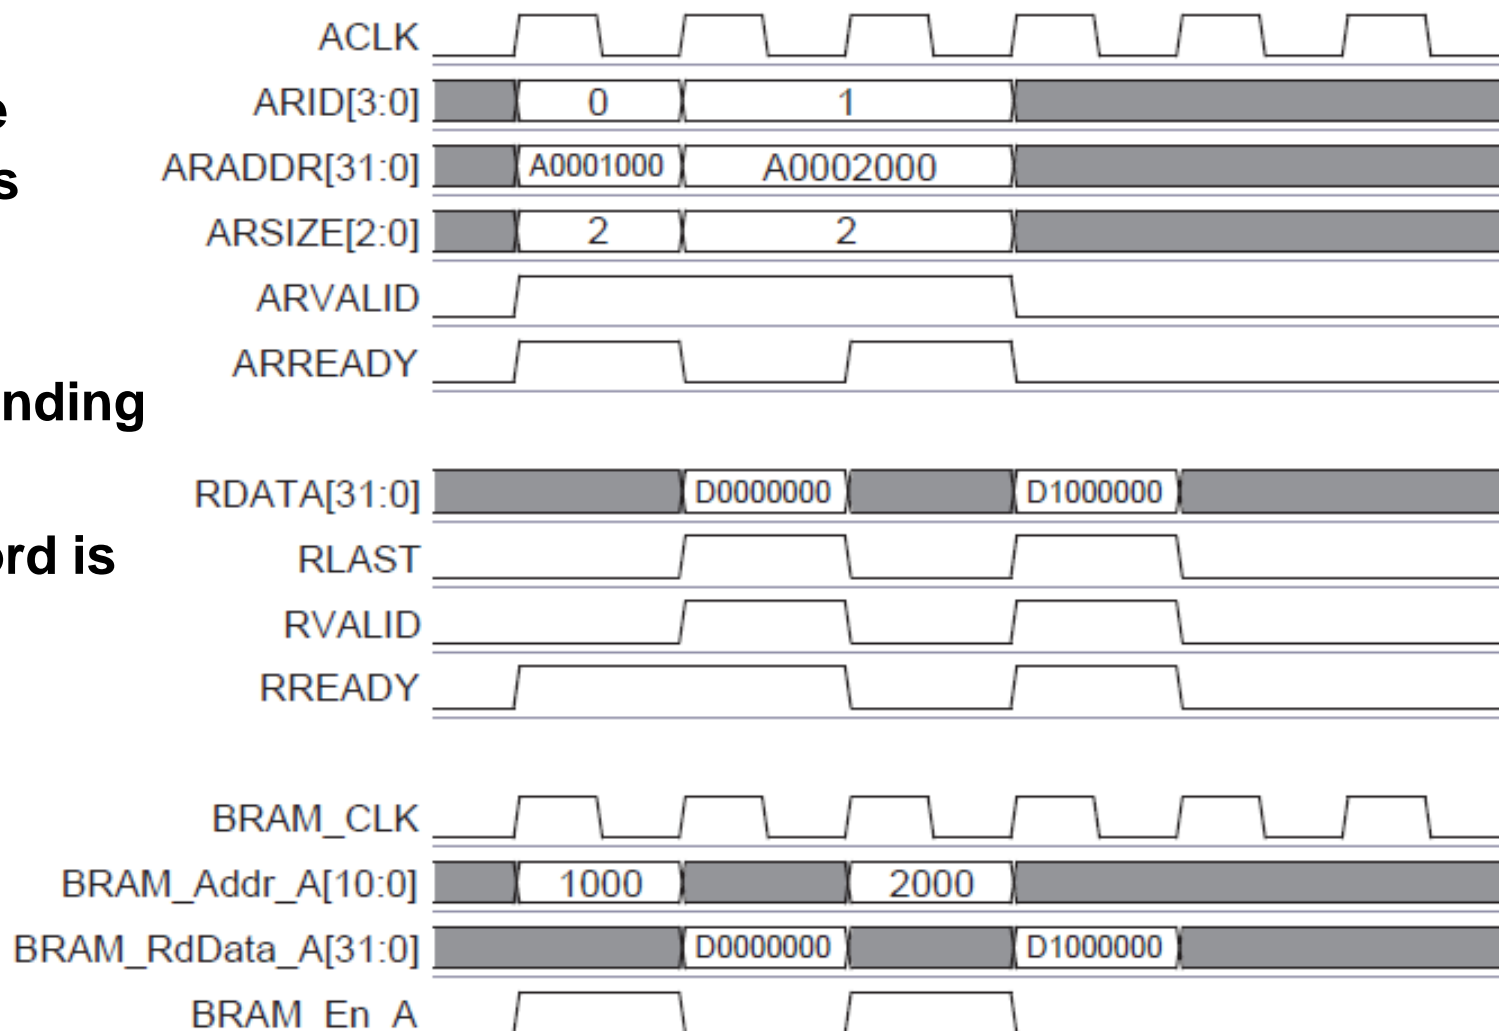 ACLK
e
ARID[3:0] 0 1
s
ARADDR[31:0] A0001000 A0002000
ARSIZE[2:0] 2 2
ARVALID
ARREADY
nding
RDATA[31:0] D0000000 D1000000
ord is
RLAST
RVALID
RREADY
BRAM_CLK
BRAM_Addr_A[10:0] 1000 2000
BRAM_RdData_A[31:0] D0000000 D1000000
BRAM_En_A